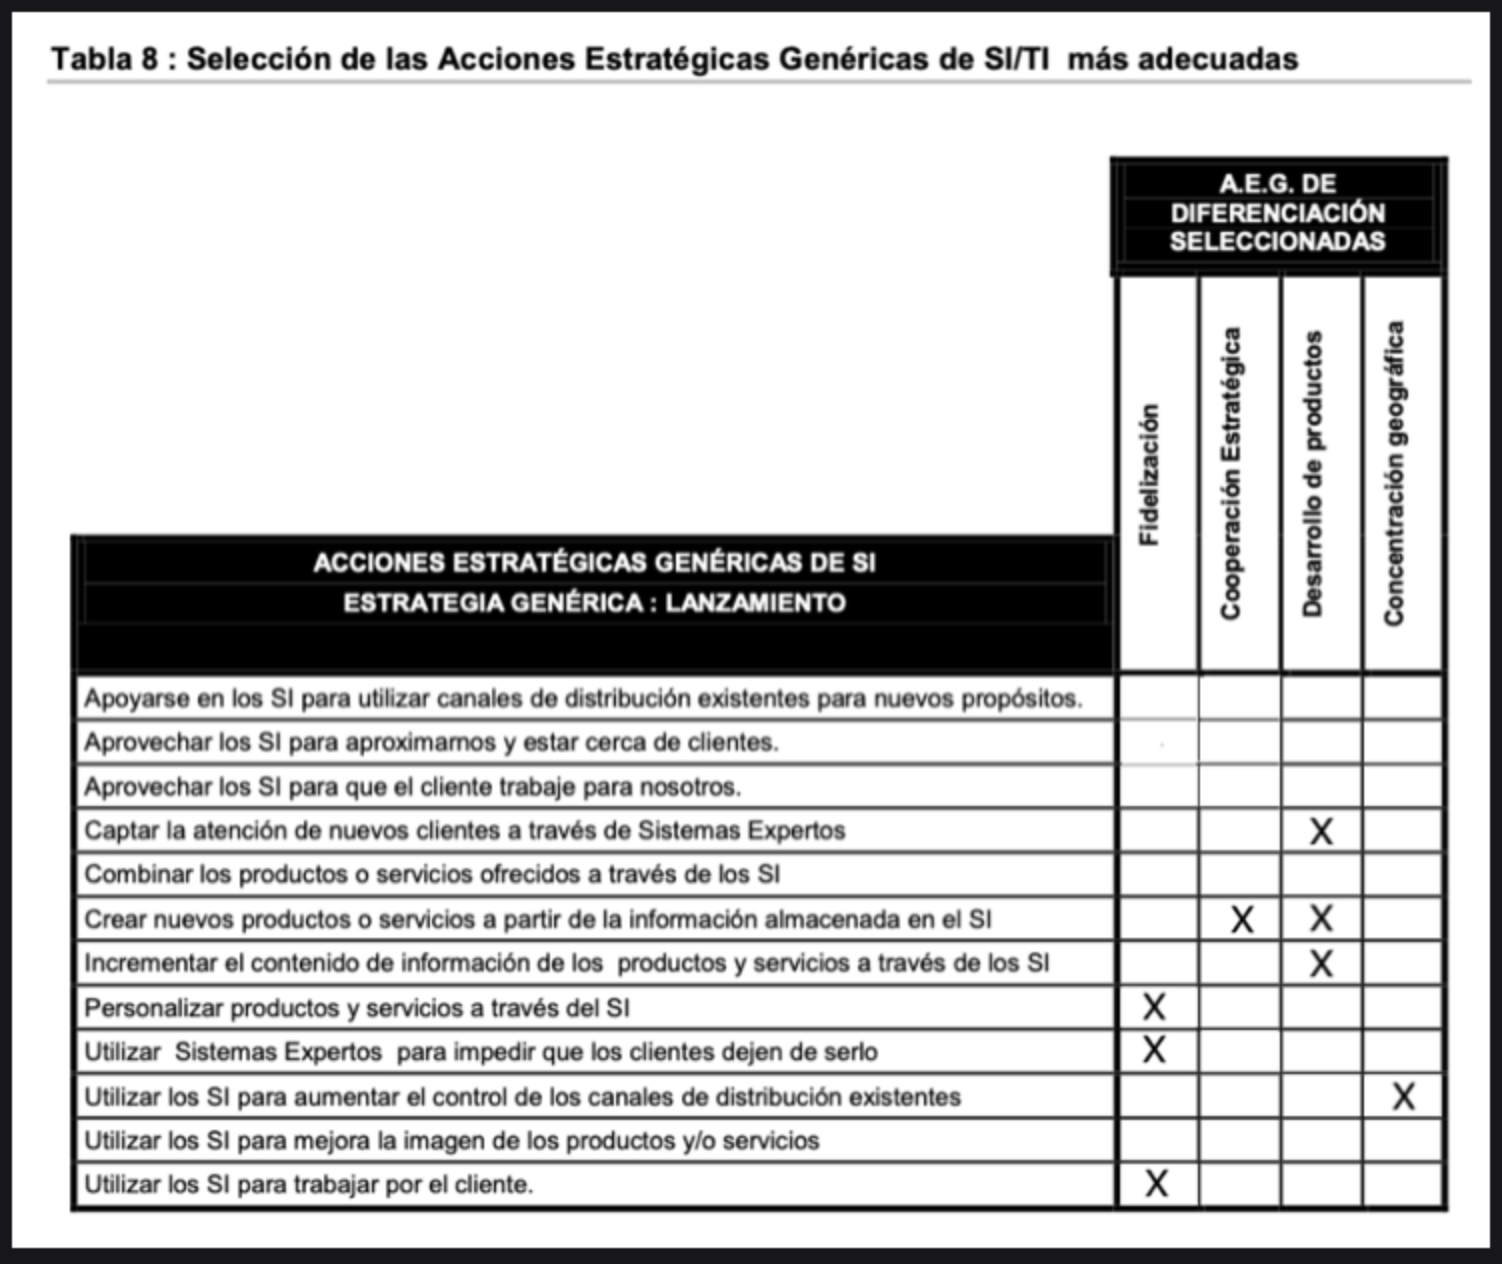 Tabla 8 : Selección de las Acciones Estratégicas Genéricas de SI/TI más adecuadas
A.E.G. DE
DIFERENCIACIÓN
SELECCIONADAS
Fidelización
Cooperación Estratégica
Desarrollo de productos
Concentración geográfica
ACCIONES ESTRATÉGICAS GENÉRICAS DE SI
ESTRATEGIA GENÉRICA : LANZAMIENTO
Apoyarse en los SI para utilizar canales de distribución existentes para nuevos propósitos.
Aprovechar los SI para aproximarnos y estar cerca de clientes.
Aprovechar los SI para que el cliente trabaje para nosotros.
Captar la atención de nuevos clientes a través de Sistemas Expertos X
Combinar los productos o servicios ofrecidos a través de los SI
Crear nuevos productos o servicios a partir de la información almacenada en el SI X X
Incrementar el contenido de información de los productos y servicios a través de los SI X
Personalizar productos y servicios a través del SI X
Utilizar Sistemas Expertos para impedir que los clientes dejen de serlo X
Utilizar los SI para aumentar el control de los canales de distribución existentes X
Utilizar los SI para mejora la imagen de los productos y/o servicios
Utilizar los SI para trabajar por el cliente. X